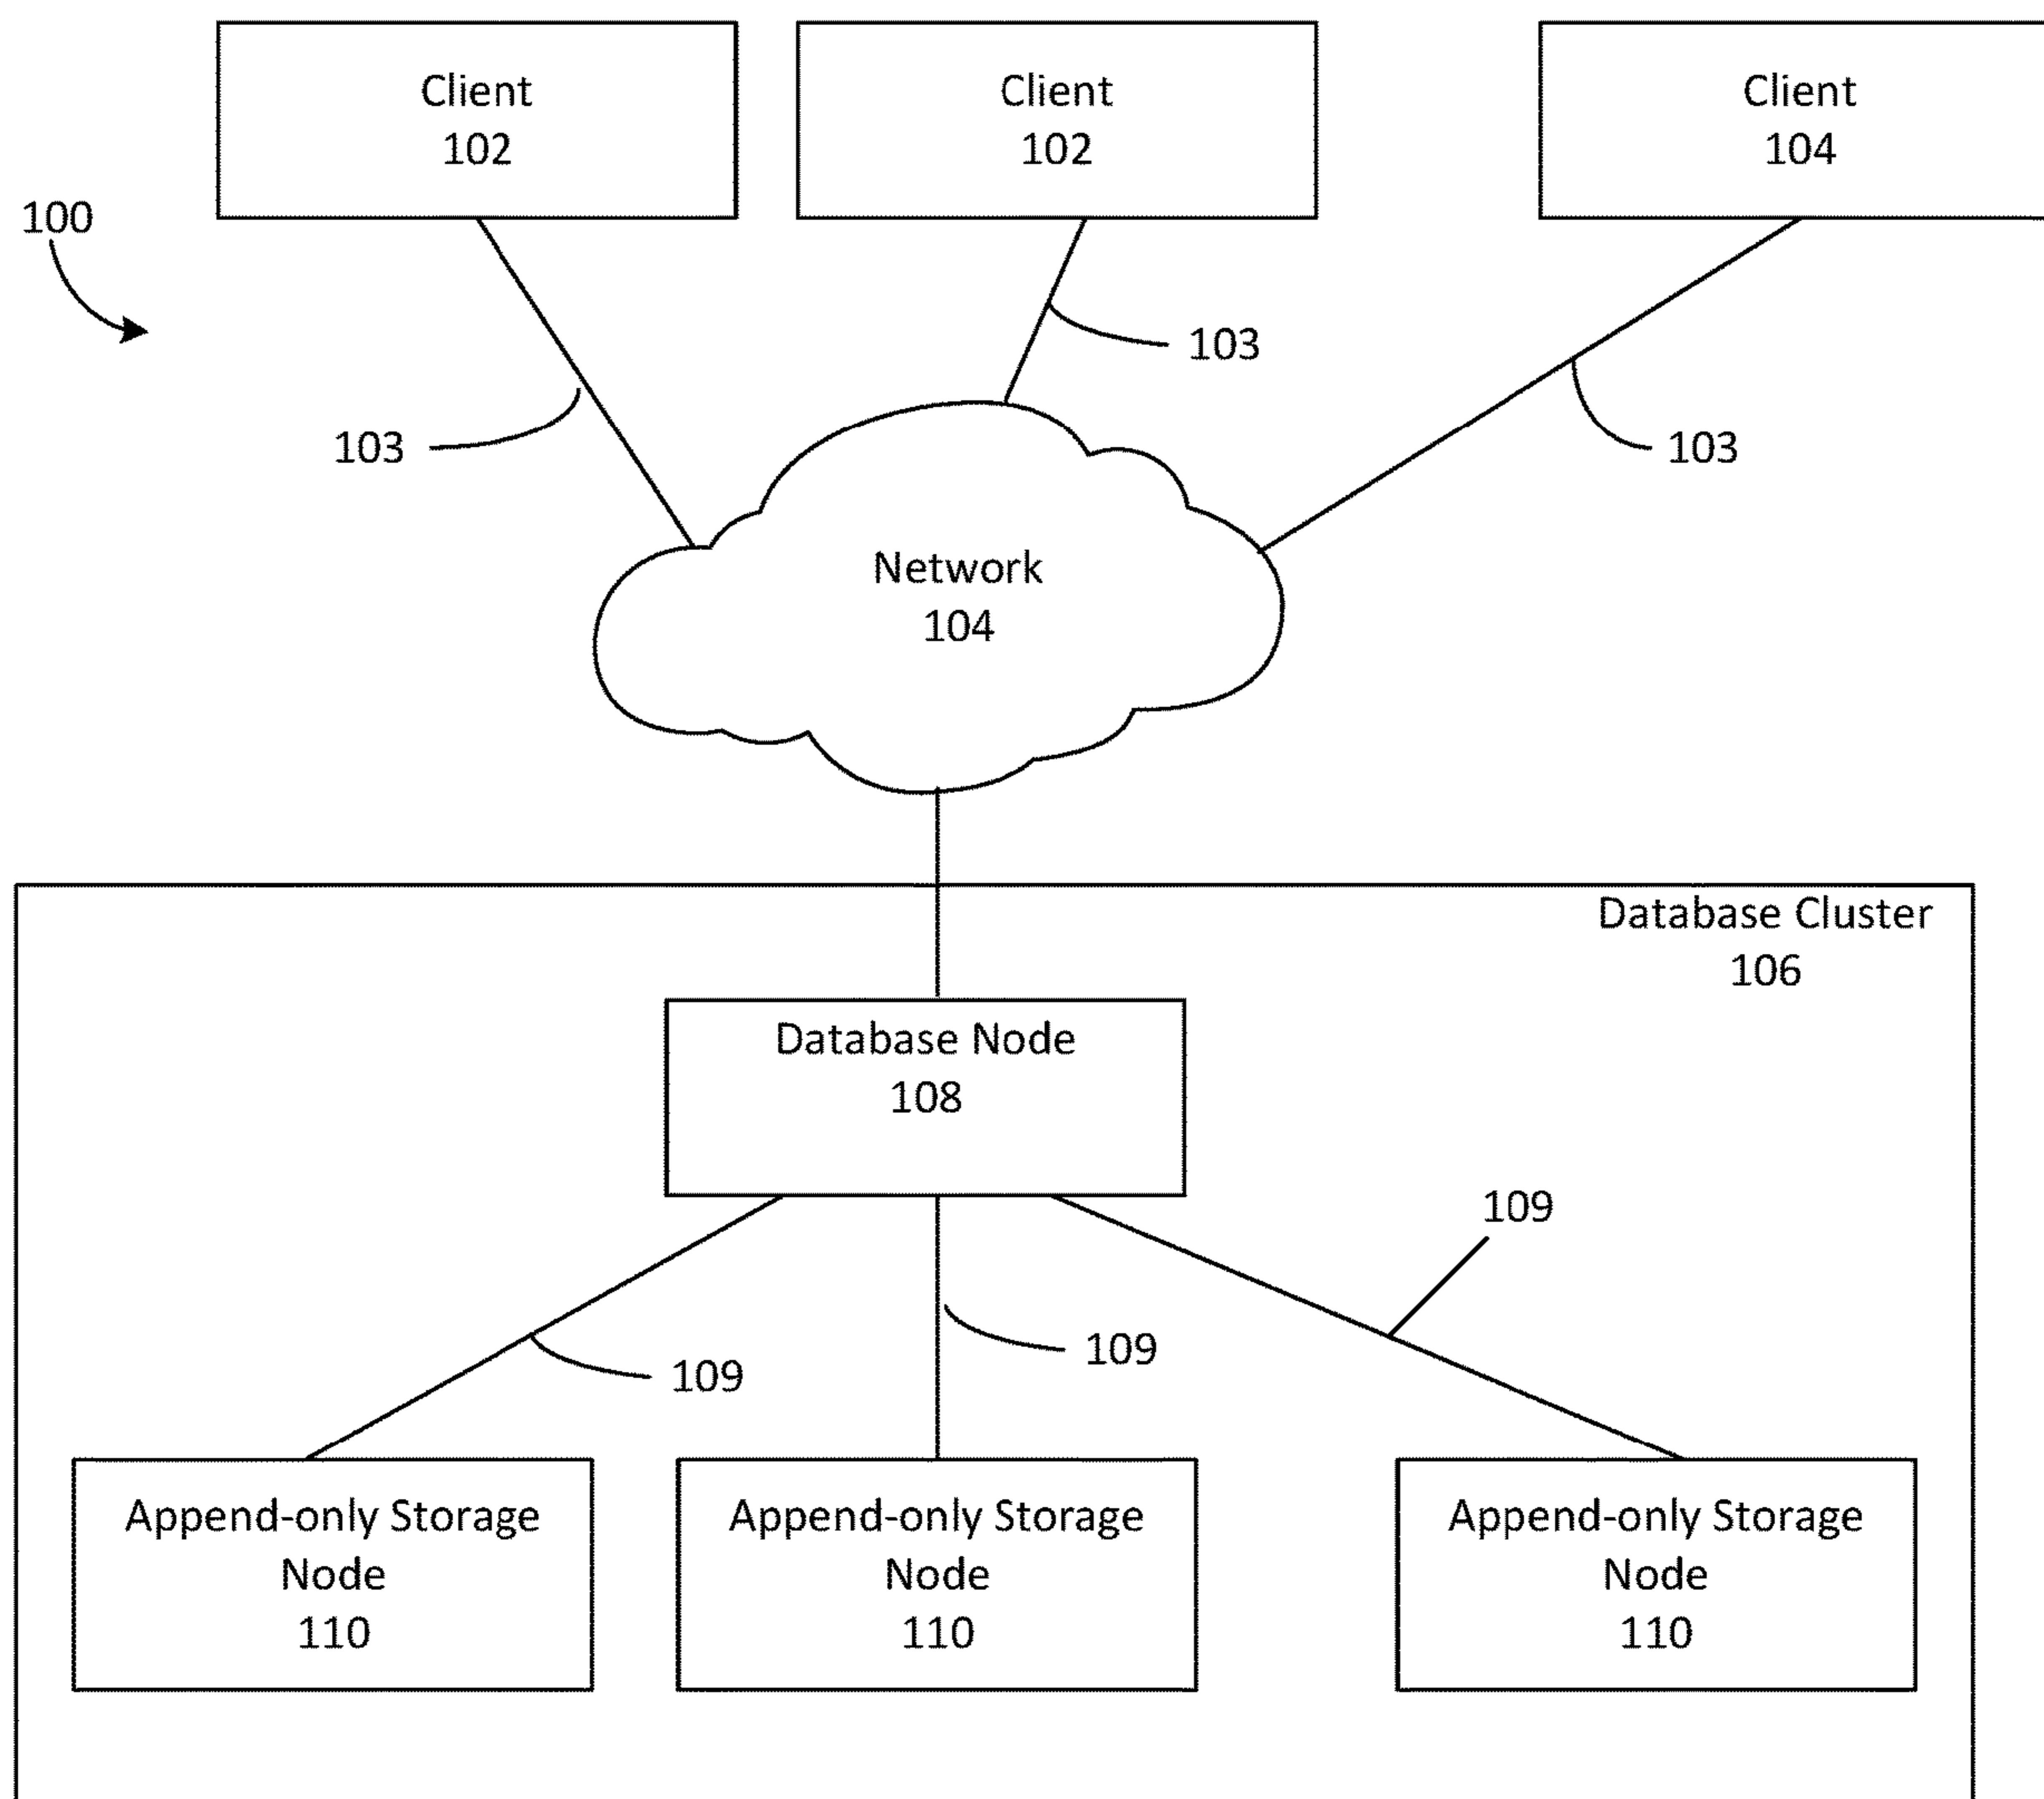 Client
102
Client
102
Client
104
100
103
103
103
Network
104
Database Cluster
106
Database Node
108
109
109
109
Append-only Storage
Node
110
Append-only Storage
Node
110
Append-only Storage
Node
110